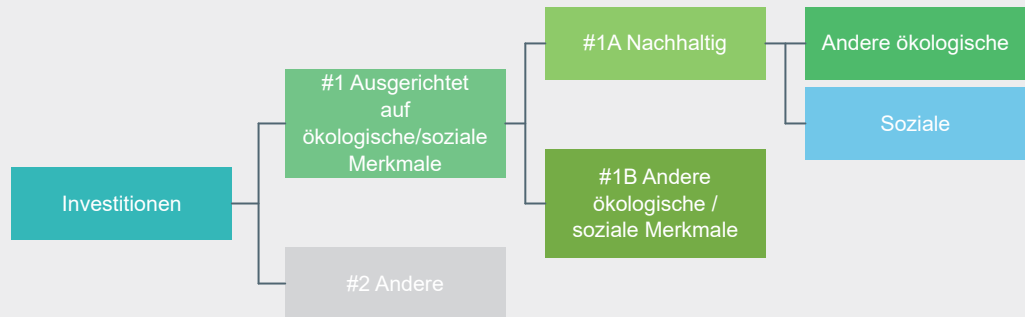 Investitionen
#1 Ausgerichtet
auf
ökologische/soziale
Merkmale
#2 Andere
#1A Nachhaltig
#1B Andere
ökologische /
soziale Merkmale
Andere ökologische
Soziale